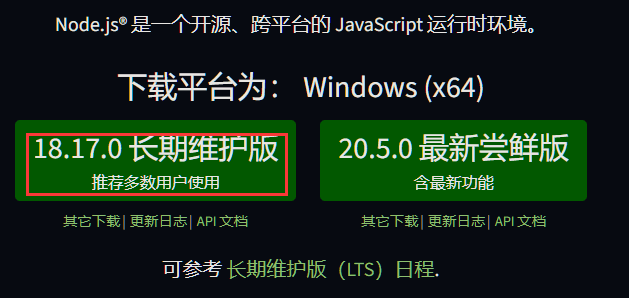 Node.js® 是一个开源、跨平台的 JavaScript 运行时环境。
下载平台为： Windows (x64)
18.17.0 长期维护版
推荐多数用户使用
20.5.0 最新尝鲜版
含最新功能
其它下载 | 更新日志 | API 文档
其它下载 | 更新日志 | API 文档
可参考 长期维护版（LTS）日程.